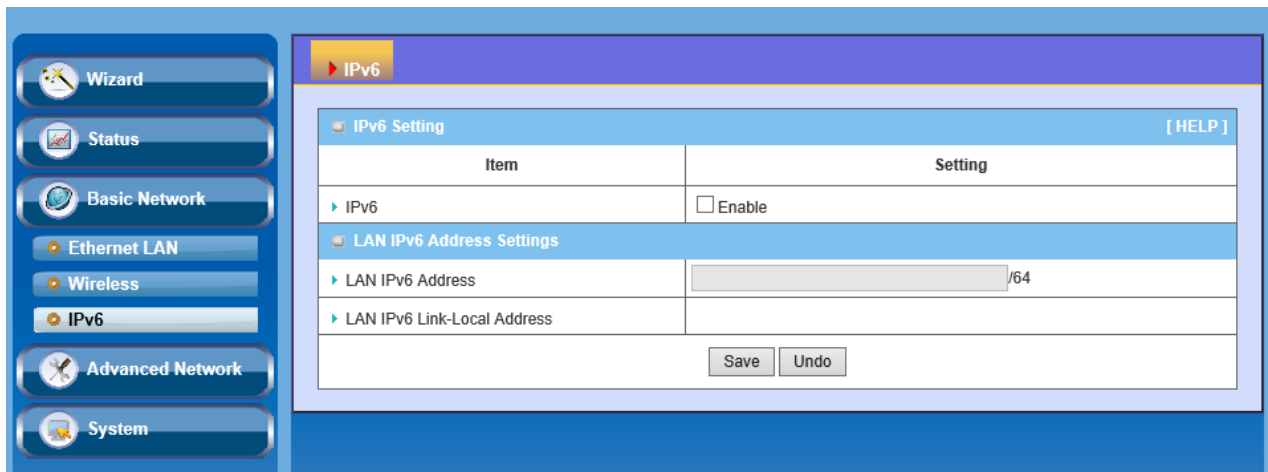 Wizard
Status
Basic Network
Ethernet LAN
Wireless
IPv6
Advanced Network
System
IPv6
IPv6 Setting [ HELP ]
Item Setting
IPv6 Enable
LAN IPv6 Address Settings
LAN IPv6 Address /64
LAN IPv6 Link-Local Address
Save Undo